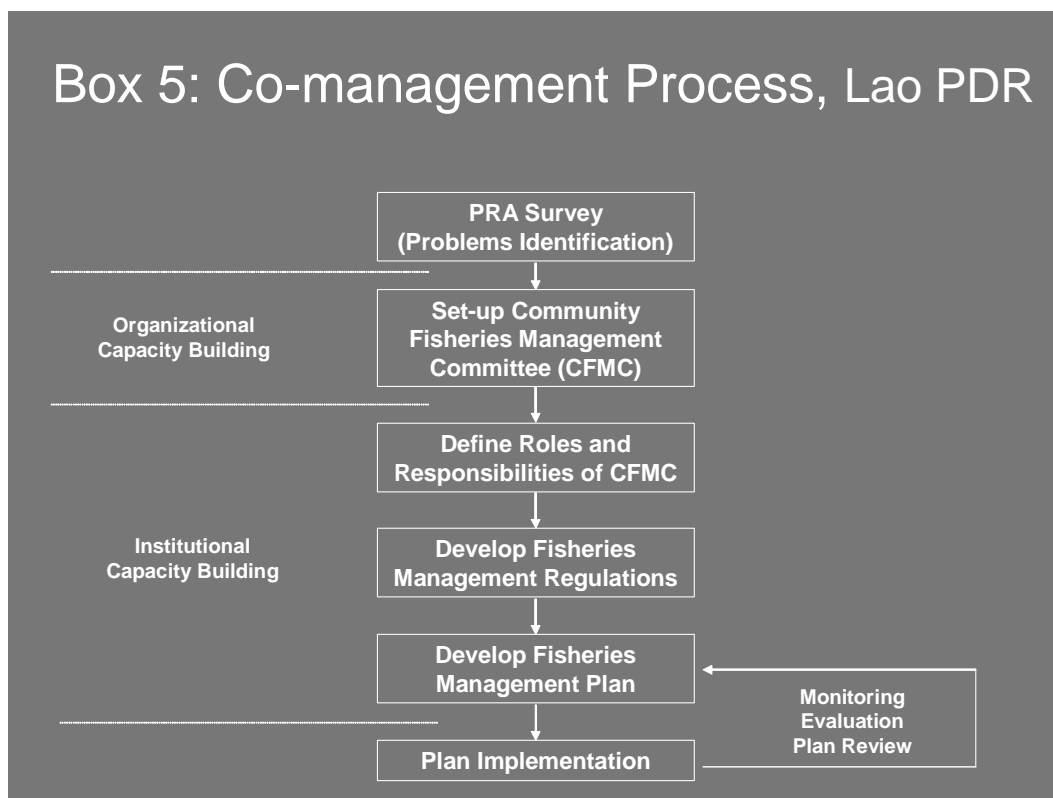 Box 5: Co-management Process, Lao PDR
PRA Survey
(Problems Identification)
Organizational
Capacity Building
Set-up Community
Fisheries Management
Committee (CFMC)
Define Roles and
Responsibilities of CFMC
Institutional
Capacity Building
Develop Fisheries
Management Regulations
Develop Fisheries
Management Plan
Monitoring
Evaluation
Plan Review
Plan Implementation